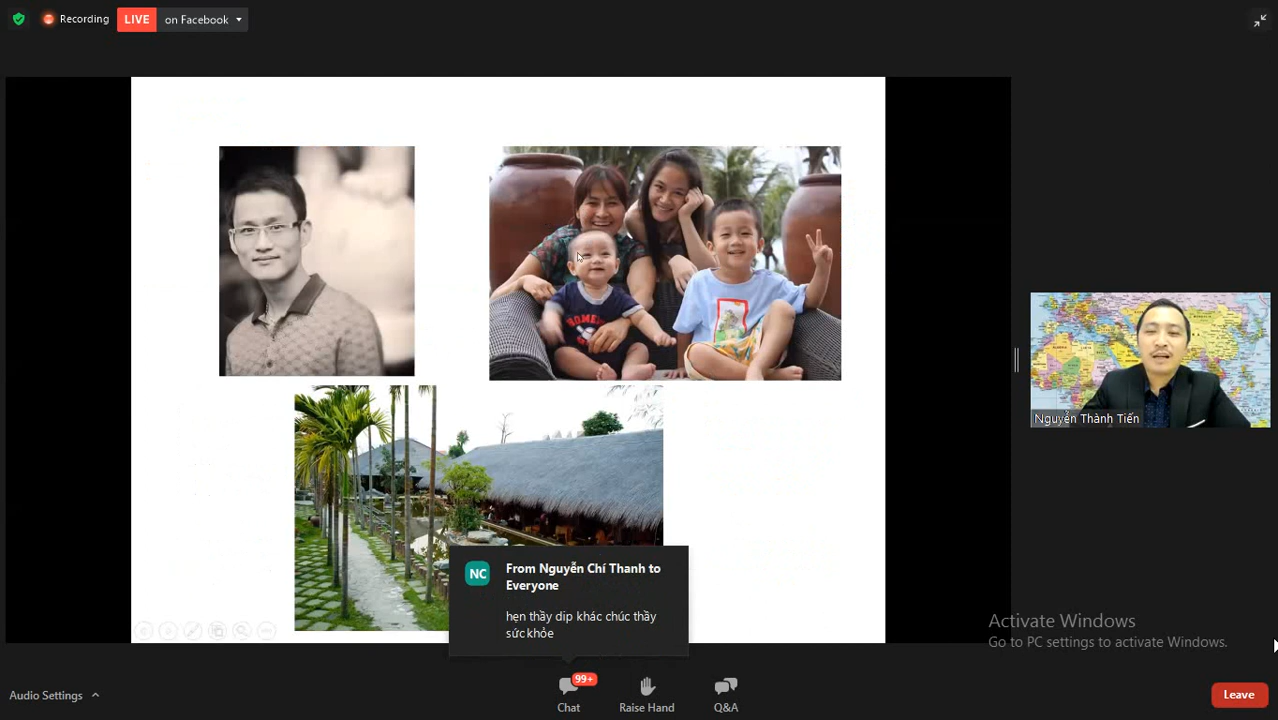 Recording
LIVE
on Facebook
Nguyễn Thành Tiến
NC
From Nguyễn Chí Thanh to
Everyone
hẹn thầy dịp khác chúc thầy
sức khỏe
Activate Windows
Go to PC settings to activate Windows.
Audio Settings
99+
Chat
Raise Hand
Q&A
Leave